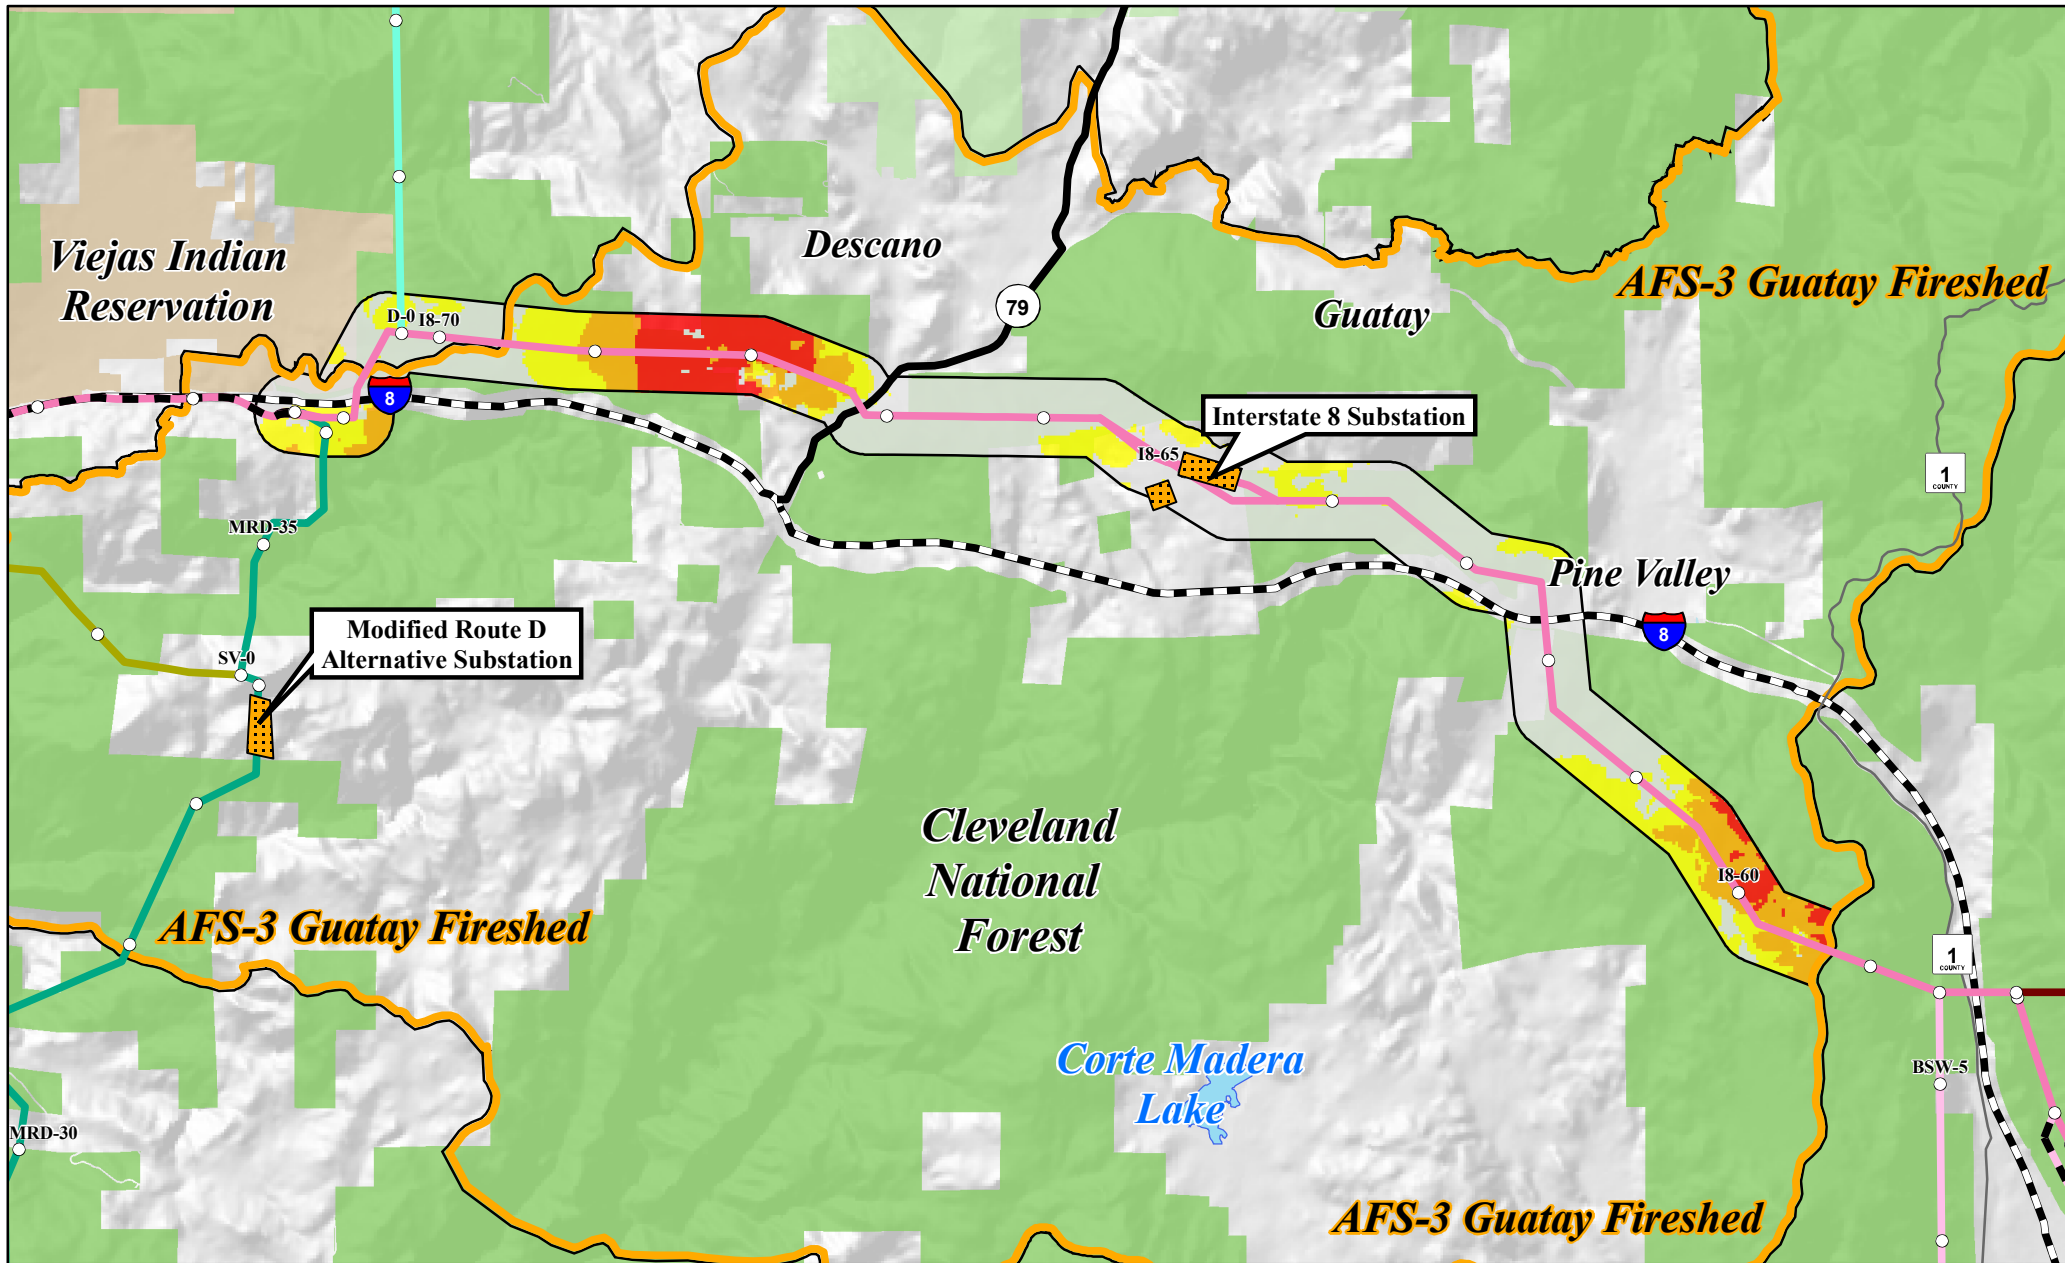 Viejas Indian
Reservation
Descano
79
AFS-3 Guatay Fireshed
Guatay
D-0
I8-70
8
Interstate 8 Substation
I8-65
1
COUNTY
MRD-35
Pine Valley
8
Modified Route D
Alternative Substation
SV-0
Cleveland
National
Forest
I8-60
AFS-3 Guatay Fireshed
1
COUNTY
Corte Madera
Lake
BSW-5
MRD-30
AFS-3 Guatay Fireshed